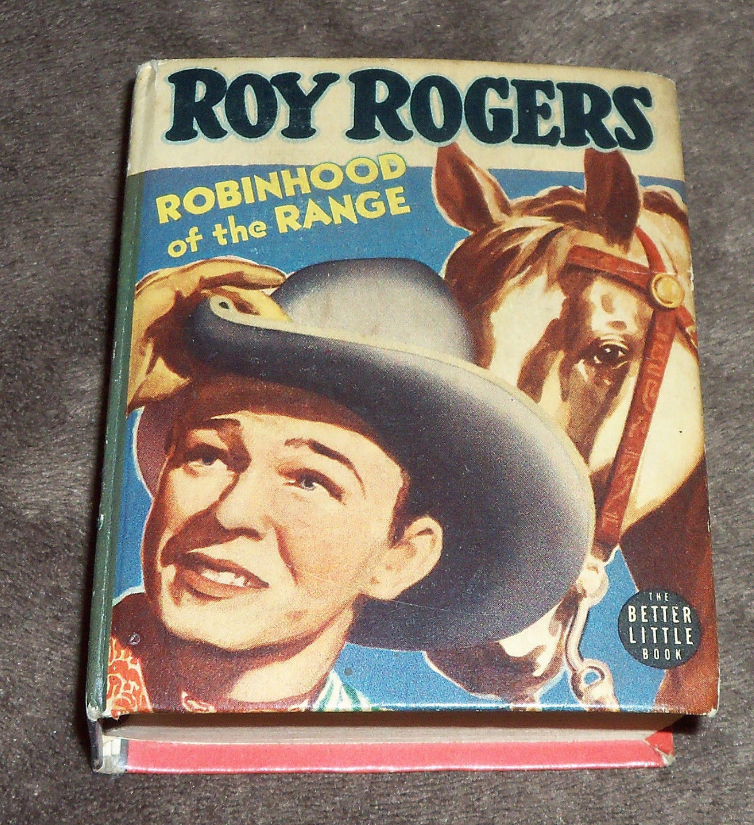 ROY ROGERS
ROBINHOOD
of the RANGE
THE
BETTER
LITTLE
BOOK